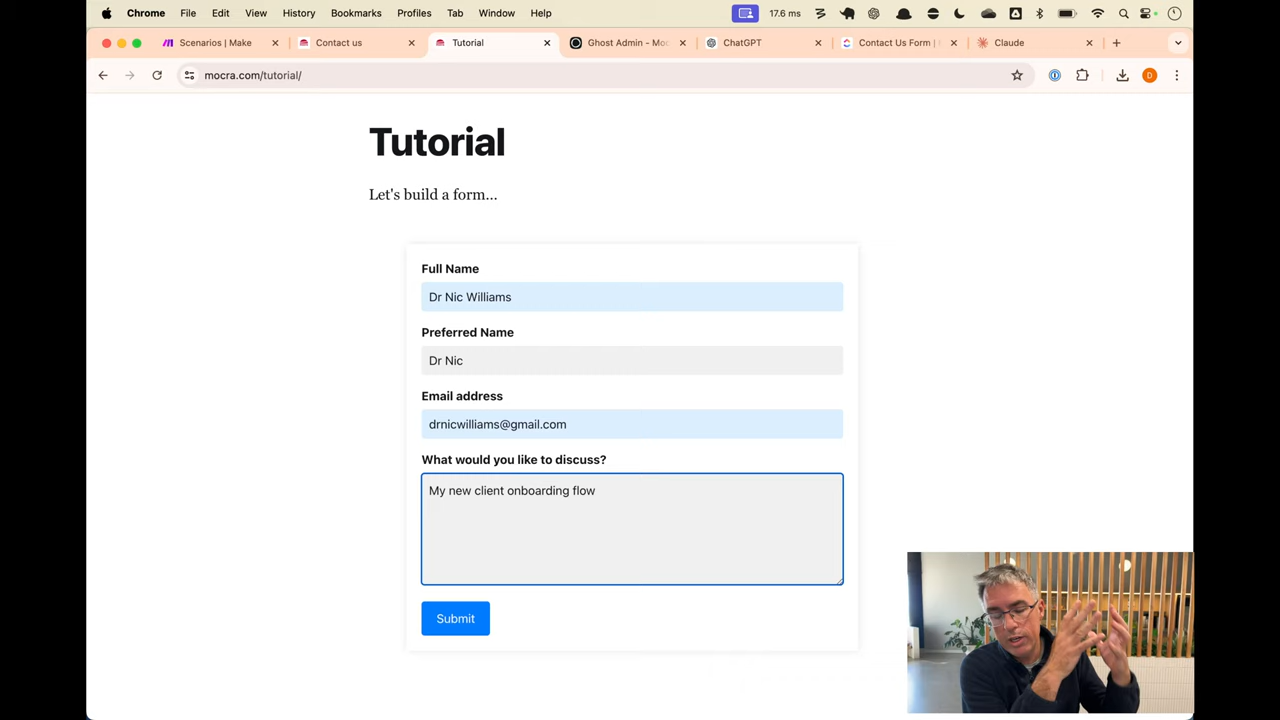 Chrome File Edit View History Bookmarks Profiles Tab Window Help 17.6 ms
Scenarios | Make Contact us Tutorial Ghost Admin - Moc ChatGPT Contact Us Form | Claude
mocra.com/tutorial/ D
Tutorial
Let's build a form...
Full Name
Dr Nic Williams
Preferred Name
Dr Nic
Email address
drnicwilliams@gmail.com
What would you like to discuss?
My new client onboarding flow
Submit